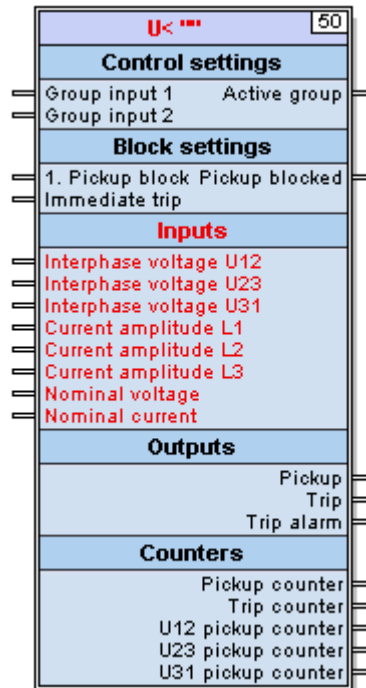 U< "" 50
Control settings
Group input 1 Active group
Group input 2
Block settings
1. Pickup block Pickup blocked
Immediate trip
Inputs
Interphase voltage U12
Interphase voltage U23
Interphase voltage U31
Current amplitude L1
Current amplitude L2
Current amplitude L3
Nominal voltage
Nominal current
Outputs
Pickup
Trip
Trip alarm
Counters
Pickup counter
Trip counter
U12 pickup counter
U23 pickup counter
U31 pickup counter